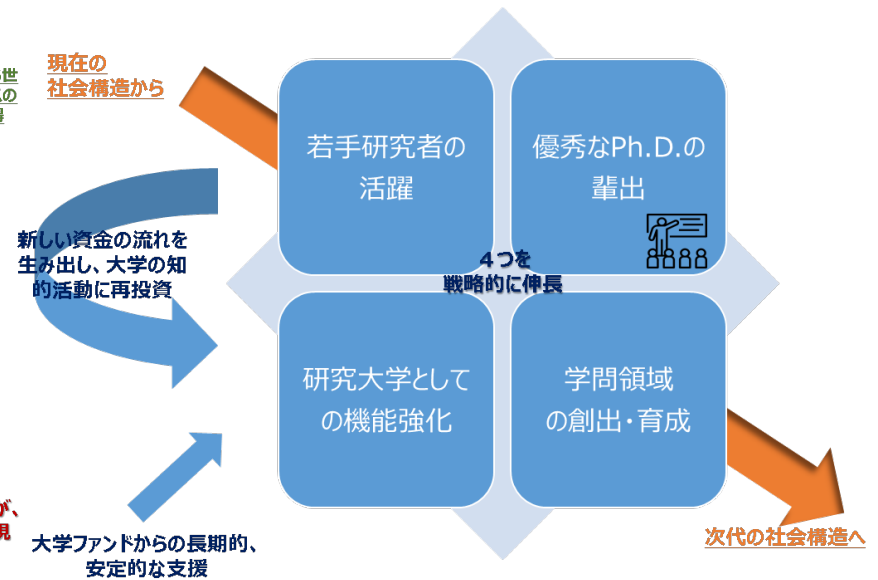 世
の
現在の
社会構造から
若手研究者の
活躍
優秀なPh.D.の
輩出
新しい資金の流れを
生み出し、大学の知
的活動に再投資
4つを
戦略的に伸長
研究大学として
の機能強化
学問領域
の創出・育成
が、
現
大学ファンドからの長期的、
安定的な支援
次代の社会構造へ